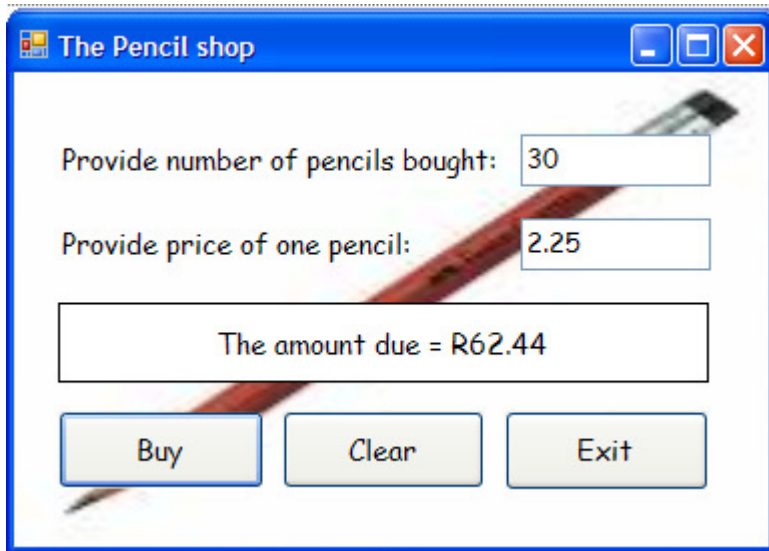 The Pencil shop
Provide number of pencils bought: 30
Provide price of one pencil: 2.25
The amount due = R62.44
Buy Clear Exit